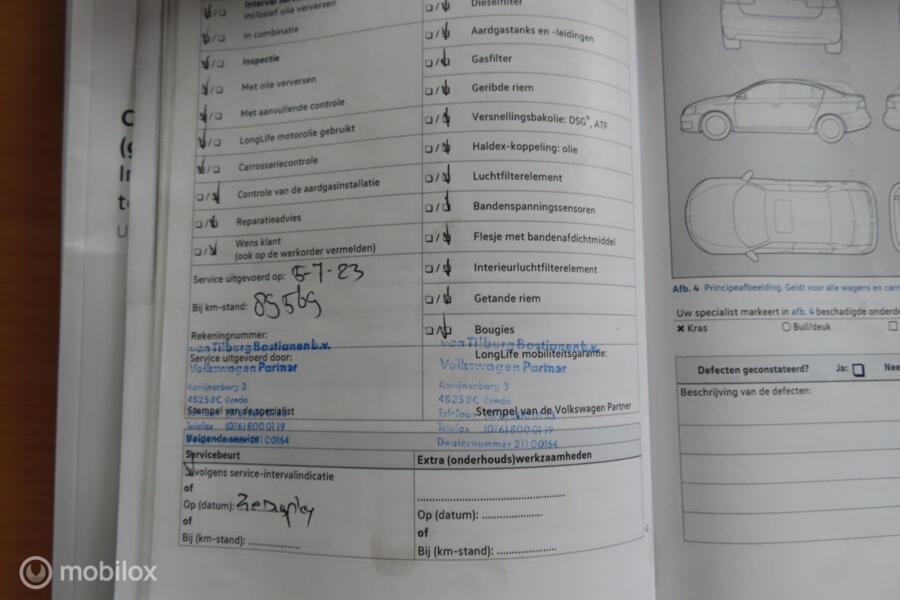 Interval
inclusief olie verversen
In combinatie
Inspectie
Met olie verversen
Met aanvullende controle
LongLife motorolie gebruikt
Carrosseriecontrole
Controle van de aardgasinstallatie
Reparatieadvies
Wens klant
(ook op de werkorder vermelden)
Service uitgevoerd op: 6-7-23
Bij km-stand: 89569
Rekeningnummer:
van Tilburg Bastianen b.v.
Service uitgevoerd door:
Volkswagen Partner
Konijnenberg 3
4825BC Breda
Stempel van de specialist
Telefax (076) 800 01 19
Volgende service
Servicebeurt
volgens service-intervalindicatie
of
Op (datum):
of
Bij (km-stand):
Dieselfilter
Aardgastanks en -leidingen
Gasfilter
Geribde riem
Versnellingsbakolie: DSG®, ATF
Haldex-koppeling: olie
Luchtfilterelement
Bandenspanningssensoren
Flesje met bandenafdichtmiddel
Interieurluchtfilterelement
Getande riem
Bougies
van Tilburg Bastianen b.v.
LongLife mobiliteitsgarantie:
Volkswagen Partner
Konijnenberg 3
4825BC Breda
Stempel van de Volkswagen Partner
Telefax (076) 800 01 19
Dealernummer 211 00164
Extra (onderhouds)werkzaamheden
Op (datum):
of
Bij (km-stand):
Afb. 4 Principeafbeelding. Geldt voor alle wagens en
Uw specialist markeert in afb. 4 beschadigde
Kras
Buil/deuk
Defecten geconstateerd? Ja:
Beschrijving van de defecten:
mobilox